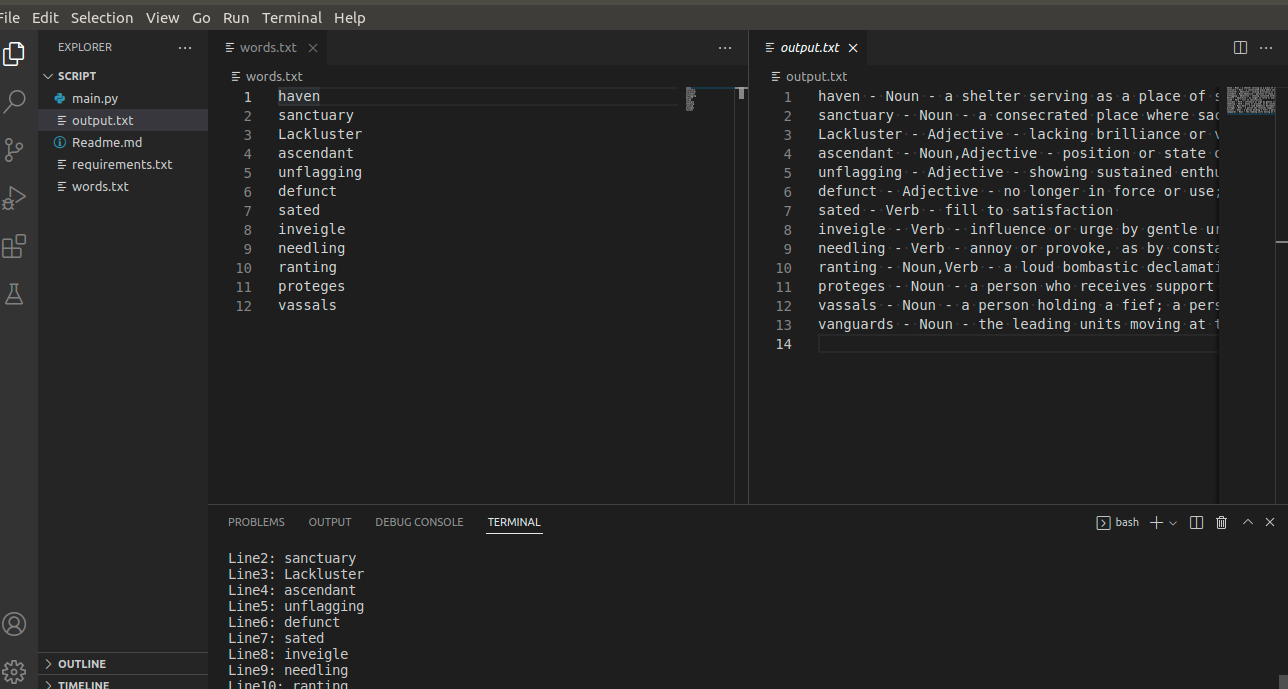 File Edit Selection View Go Run Terminal Help
EXPLORER
SCRIPT
main.py
output.txt
Readme.md
requirements.txt
words.txt
OUTLINE
TIMELINE
words.txt
words.txt
1 haven
2 sanctuary
3 Lackluster
4 ascendant
5 unflagging
6 defunct
7 sated
8 inveigle
9 needling
10 ranting
11 proteges
12 vassals
output.txt
output.txt
1 haven - Noun - a shelter serving as a place of s
2 sanctuary - Noun - a consecrated place where sac
3 Lackluster - Adjective - lacking brilliance or v
4 ascendant - Noun,Adjective - position or state o
5 unflagging - Adjective - showing sustained enthu
6 defunct - Adjective - no longer in force or use;
7 sated - Verb - fill to satisfaction
8 inveigle - Verb - influence or urge by gentle ur
9 needling - Verb - annoy or provoke, as by consta
10 ranting - Noun,Verb - a loud bombastic declamati
11 proteges - Noun - a person who receives support
12 vassals - Noun - a person holding a fief; a pers
13 vanguards - Noun - the leading units moving at t
14
PROBLEMS OUTPUT DEBUG CONSOLE TERMINAL
bash
Line2: sanctuary
Line3: Lackluster
Line4: ascendant
Line5: unflagging
Line6: defunct
Line7: sated
Line8: inveigle
Line9: needling
Line10: ranting